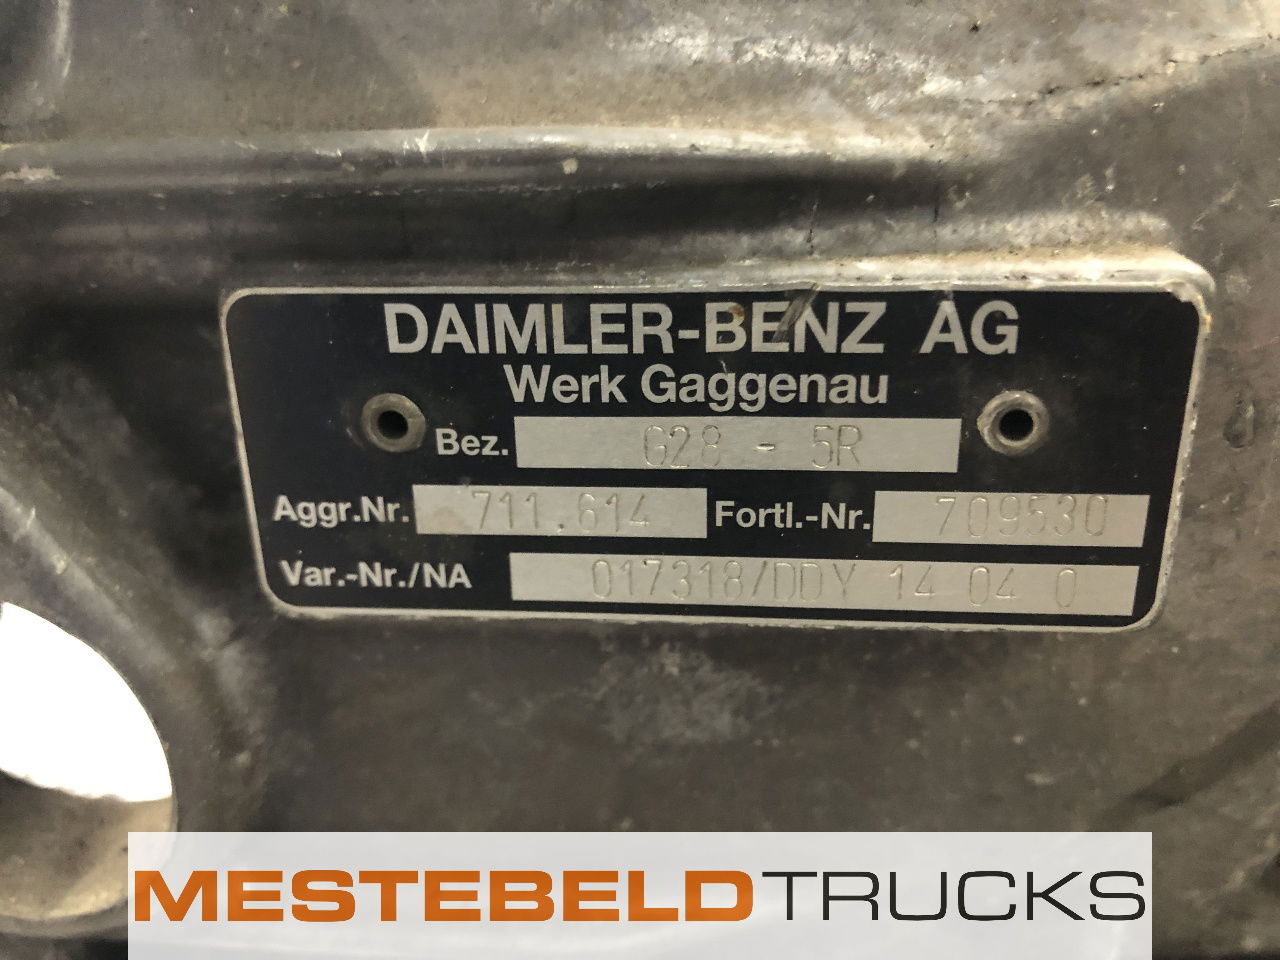 DAIMLER-BENZ AG
Werk Gaggenau
Bez. G28 - 5R
Aggr.Nr. 711.614 Fortl.-Nr. 709530
Var.-Nr./NA 017318/DDY 14 04 0
MESTEBELDTRUCKS